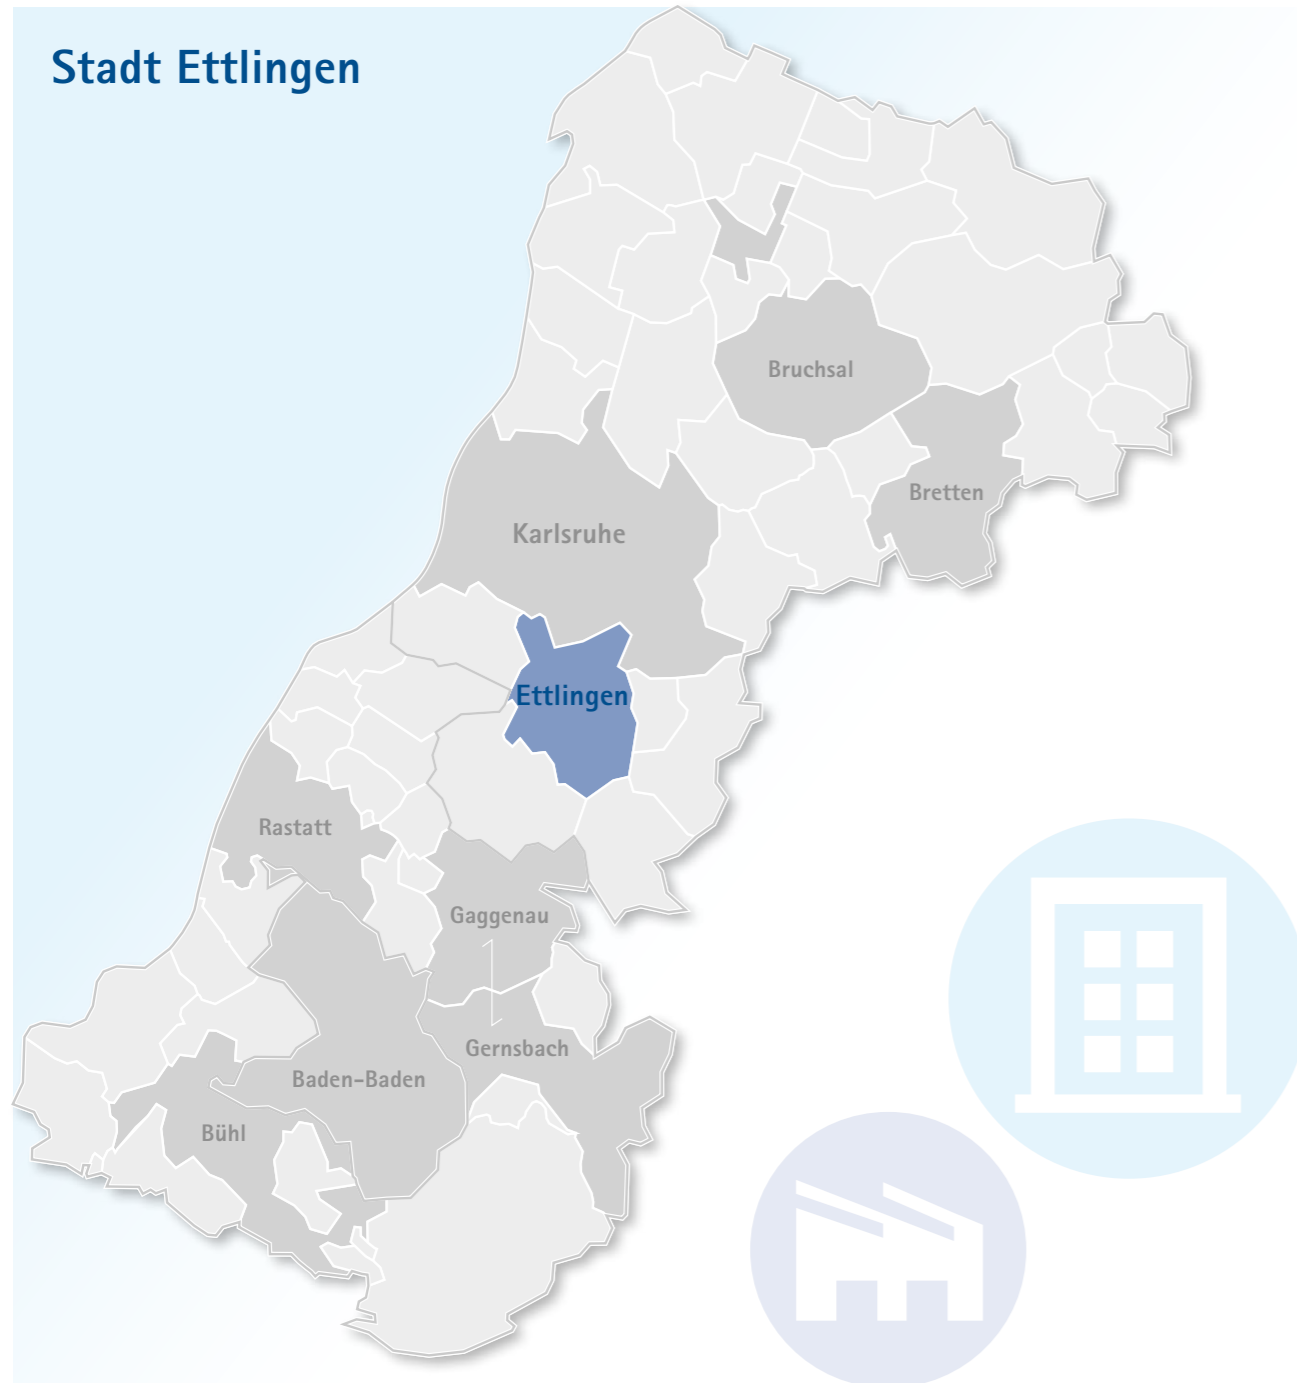 Stadt Ettlingen
Bruchsal
Bretten
Karlsruhe
Ettlingen
Rastatt
Gaggenau
Gernsbach
Baden-Baden
Bühl